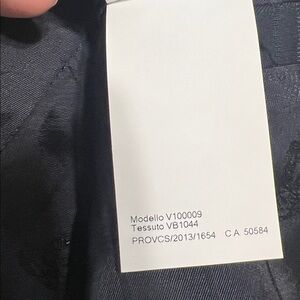 Modello V100009
Tessuto VB1044
PROVCS/2013/1654 C A 50584